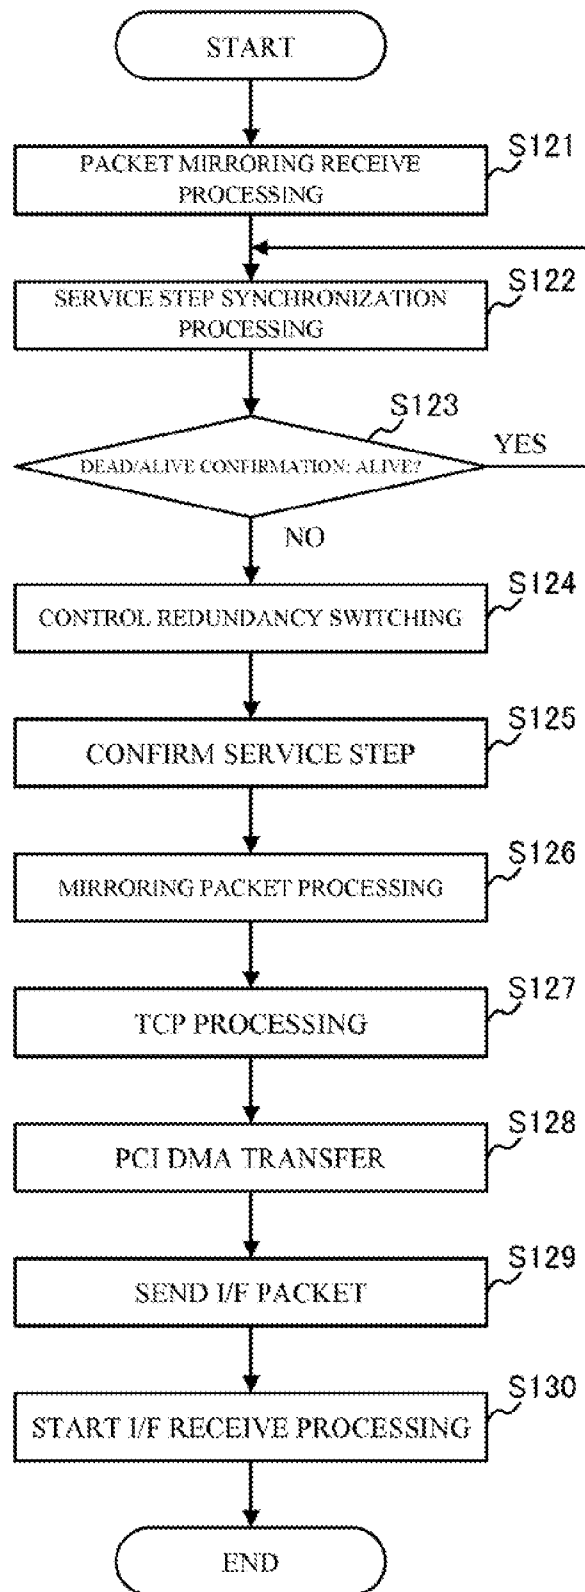 START
S121
PACKET MIRRORING RECEIVE
PROCESSING
S122
SERVICE STEP SYNCHRONIZATION
PROCESSING
S123
DEAD/ALIVE CONFIRMATION: ALIVE?
YES
NO
S124
CONTROL REDUNDANCY SWITCHING
S125
CONFIRM SERVICE STEP
S126
MIRRORING PACKET PROCESSING
S127
TCP PROCESSING
S128
PCI DMA TRANSFER
S129
SEND I/F PACKET
S130
START I/F RECEIVE PROCESSING
END